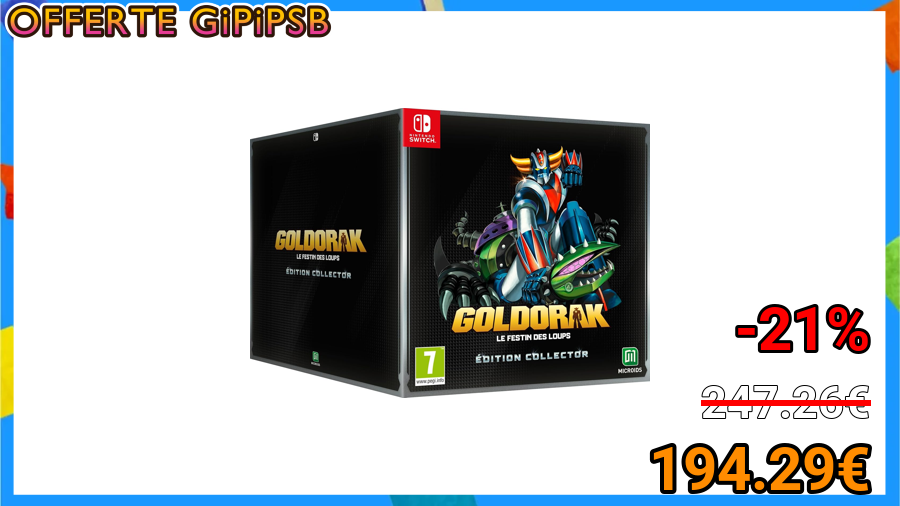 OFFERTE GiPiPSB
NINTENDO
SWITCH
GOLDORAK
LE FESTIN DES LOUPS
ÉDITION COLLECTOR
GOLDORAK
LE FESTIN DES LOUPS
ÉDITION COLLECTOR
7
www.pegi.info
MICROIDS
-21%
247.26€
194.29€